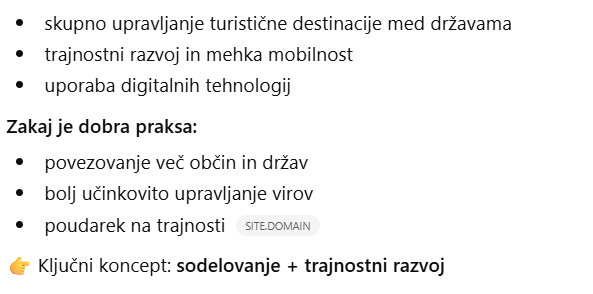 • skupno upravljanje turistične destinacije med državama
• trajnostni razvoj in mehka mobilnost
• uporaba digitalnih tehnologij
Zakaj je dobra praksa:
• povezovanje več občin in držav
• bolj učinkovito upravljanje virov
• poudarek na trajnosti SITE.DOMAIN
👉 Ključni koncept: sodelovanje + trajnostni razvoj